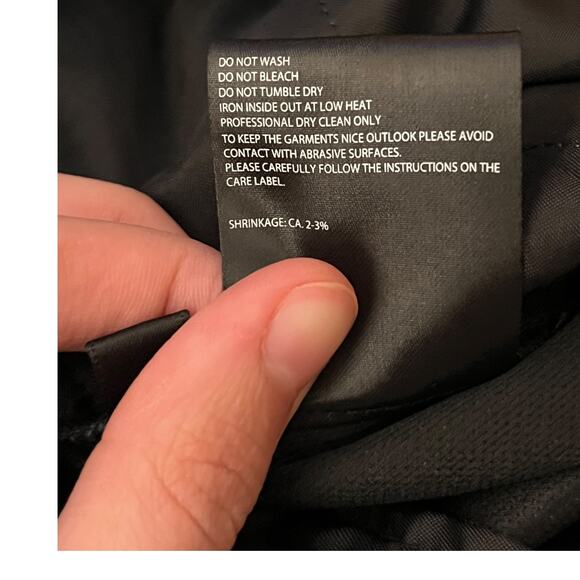 DO NOT WASH
DO NOT BLEACH
DO NOT TUMBLE DRY
IRON INSIDE OUT AT LOW HEAT
PROFESSIONAL DRY CLEAN ONLY
TO KEEP THE GARMENTS NICE OUTLOOK PLEASE AVOID
CONTACT WITH ABRASIVE SURFACES.
PLEASE CAREFULLY FOLLOW THE INSTRUCTIONS ON THE
CARE LABEL.
SHRINKAGE: CA. 2-3%